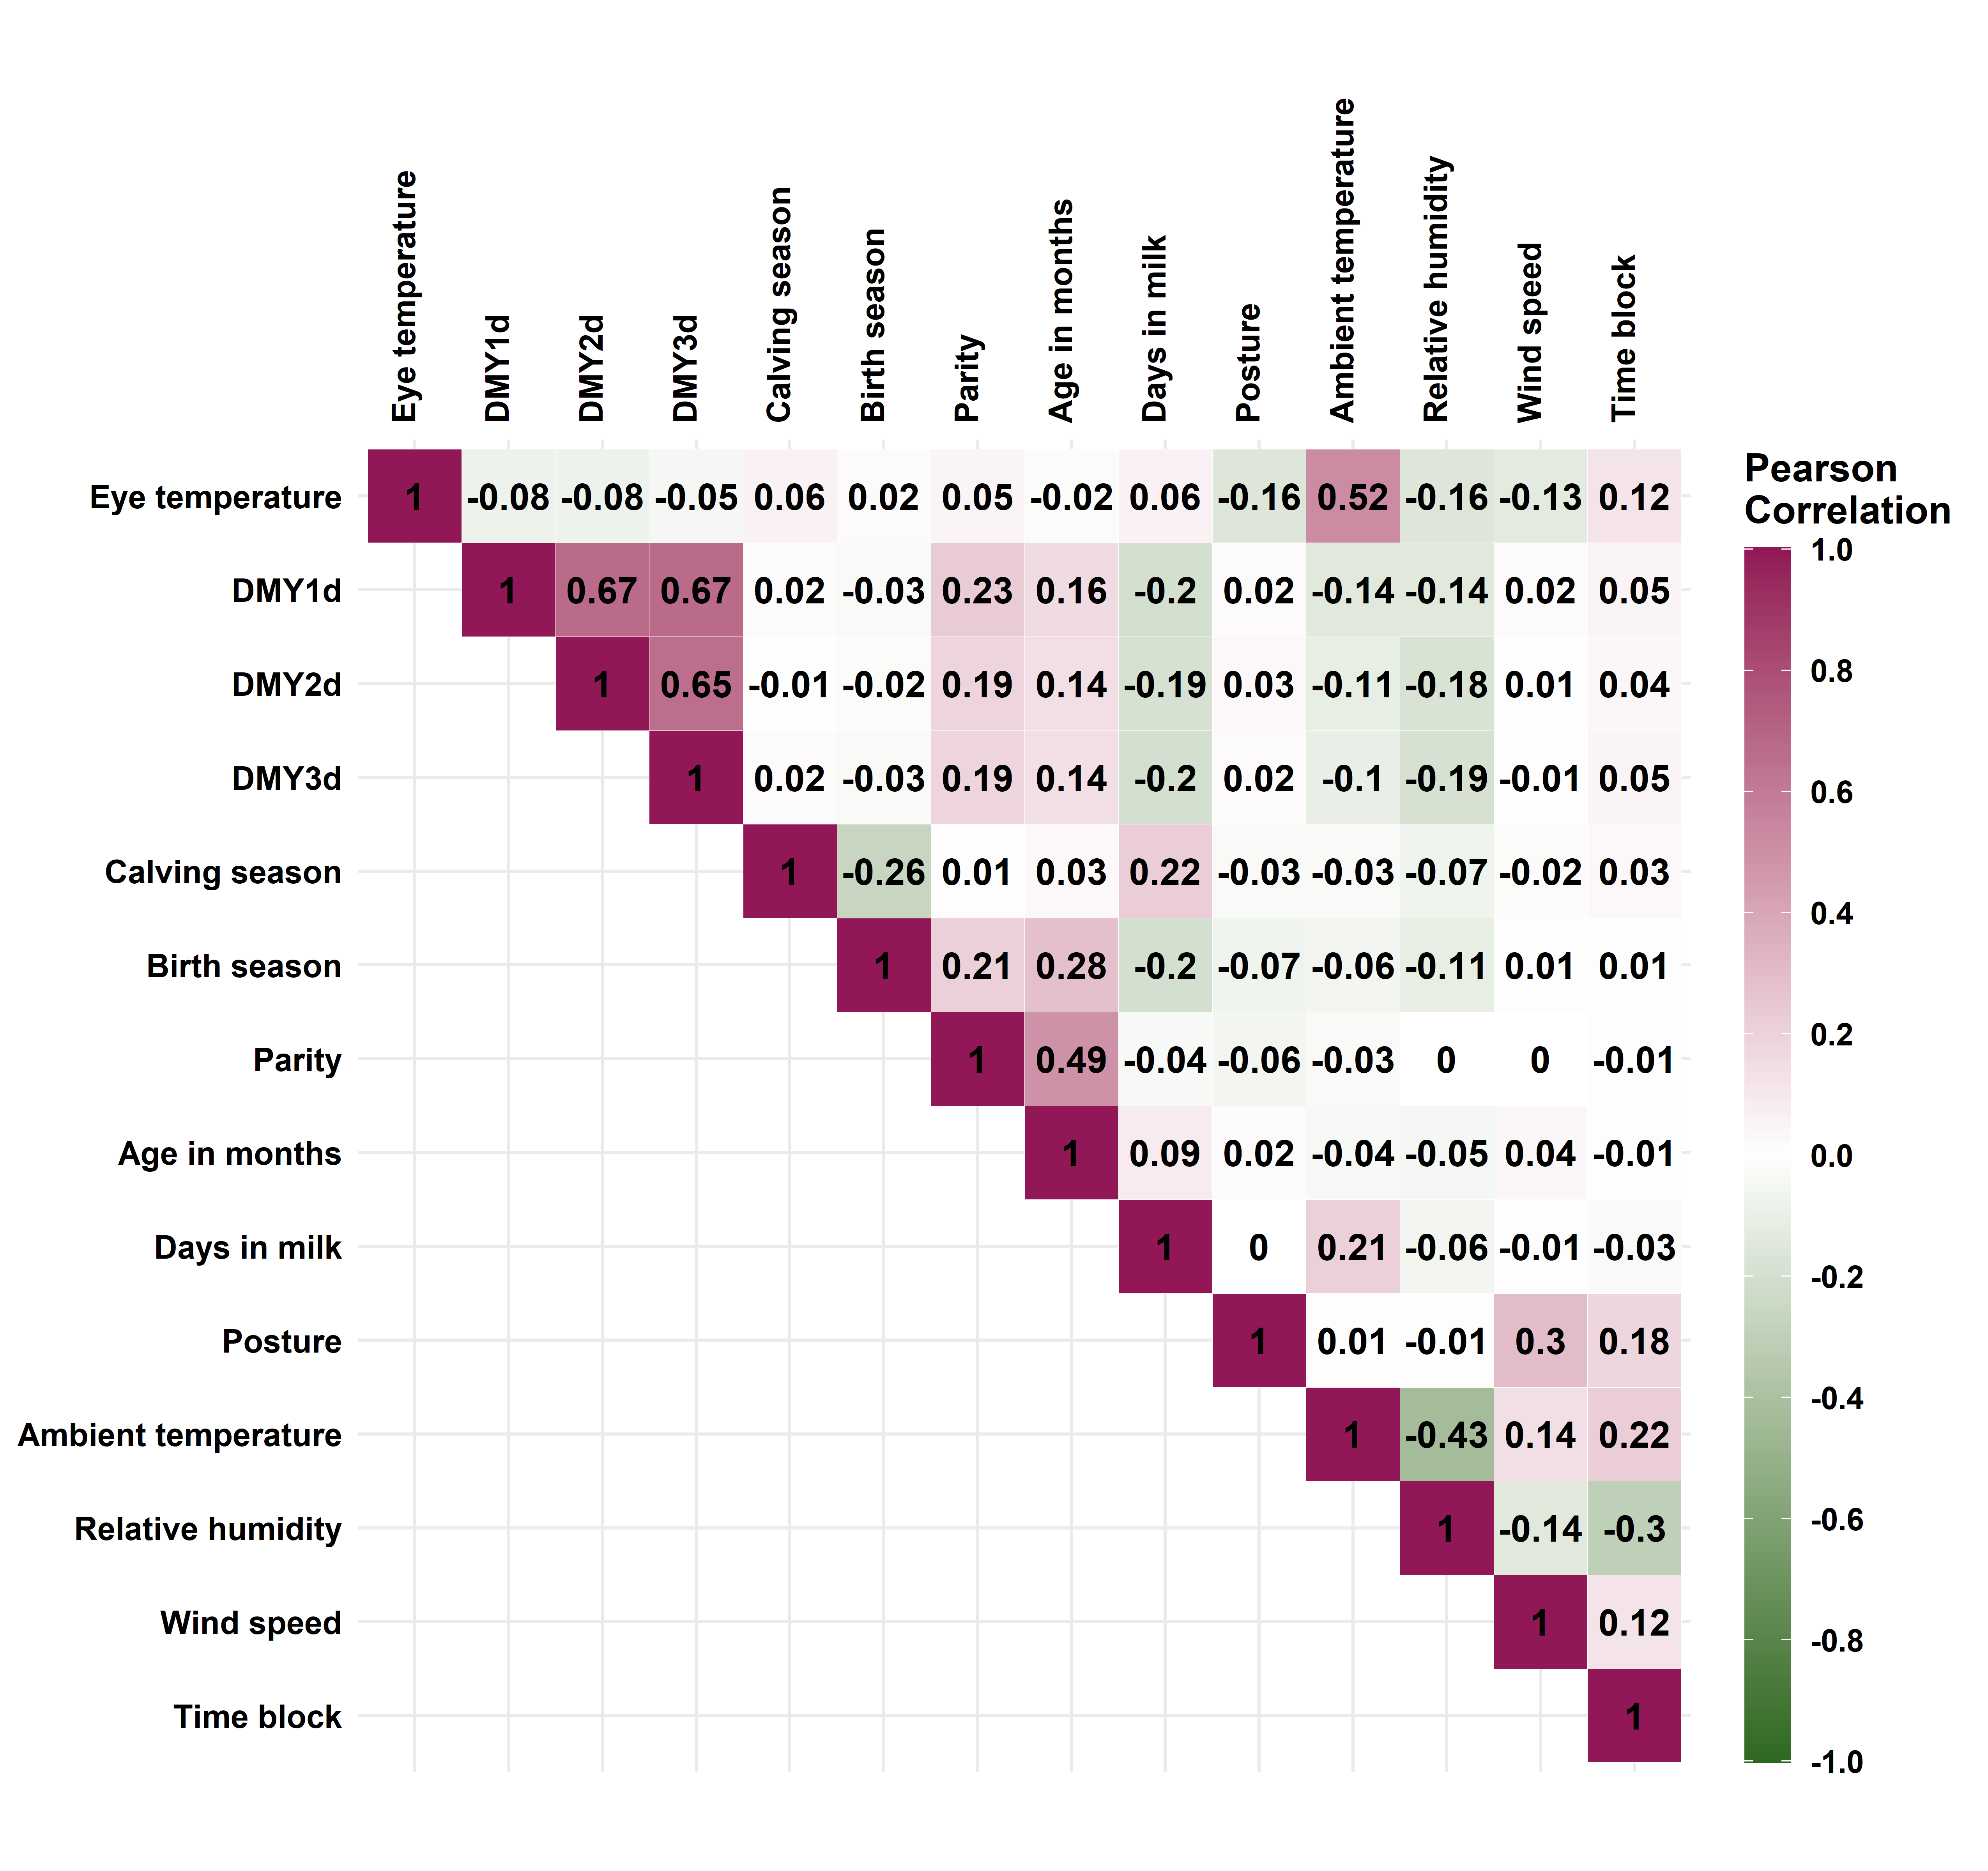 Eye temperature
DMY1d
DMY2d
DMY3d
Calving season
Birth season
Parity
Age in months
Days in milk
Posture
Ambient temperature
Relative humidity
Wind speed
Time block
Eye temperature 1 -0.08 -0.08 -0.05 0.06 0.02 0.05 -0.02 0.06 -0.16 0.52 -0.16 -0.13 0.12
DMY1d 1 0.67 0.67 0.02 -0.03 0.23 0.16 -0.2 0.02 -0.14 -0.14 0.02 0.05
DMY2d 1 0.65 -0.01 -0.02 0.19 0.14 -0.19 0.03 -0.11 -0.18 0.01 0.04
DMY3d 1 0.02 -0.03 0.19 0.14 -0.2 0.02 -0.1 -0.19 -0.01 0.05
Calving season 1 -0.26 0.01 0.03 0.22 -0.03 -0.03 -0.07 -0.02 0.03
Birth season 1 0.21 0.28 -0.2 -0.07 -0.06 -0.11 0.01 0.01
Parity 1 0.49 -0.04 -0.06 -0.03 0 0 -0.01
Age in months 1 0.09 0.02 -0.04 -0.05 0.04 -0.01
Days in milk 1 0 0.21 -0.06 -0.01 -0.03
Posture 1 0.01 -0.01 0.3 0.18
Ambient temperature 1 -0.43 0.14 0.22
Relative humidity 1 -0.14 -0.3
Wind speed 1 0.12
Time block 1
Pearson
Correlation
1.0
0.8
0.6
0.4
0.2
0.0
-0.2
-0.4
-0.6
-0.8
-1.0